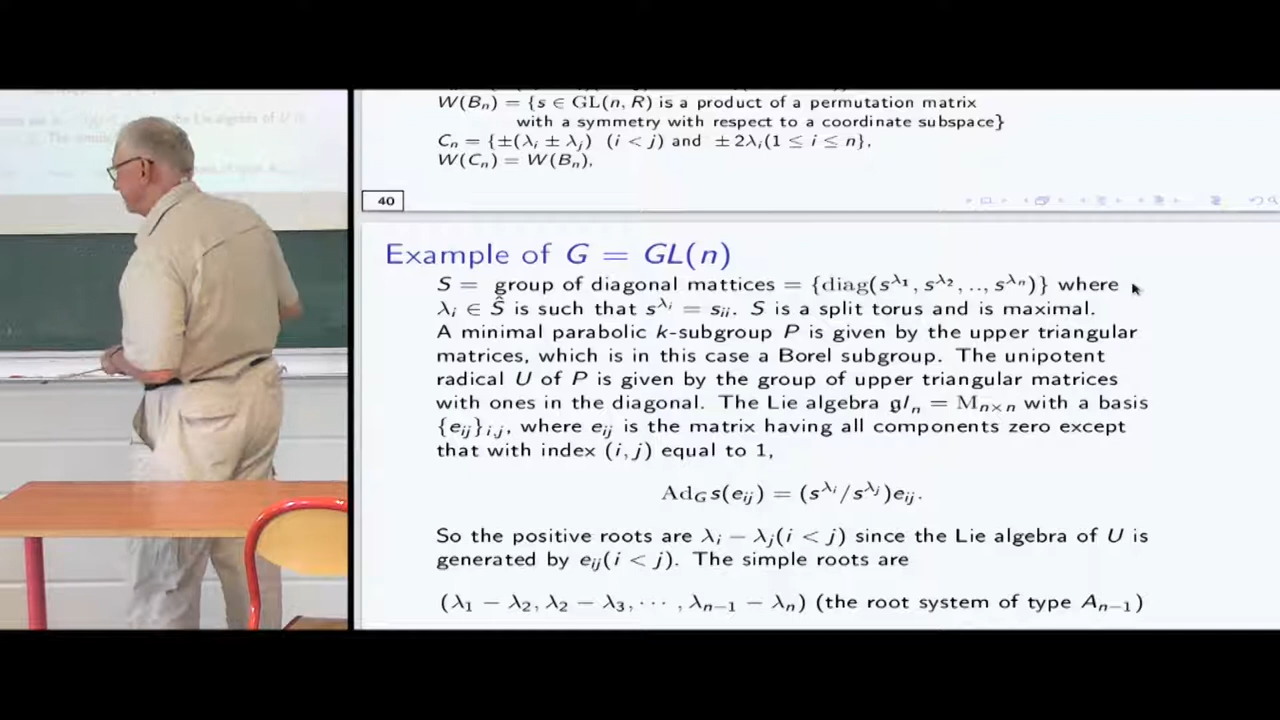 W(Bₙ) = {s ∈ GL(n, R) is a product of a permutation matrix
with a symmetry with respect to a coordinate subspace}
Cₙ = {±(λᵢ ± λⱼ) (i < j) and ± 2λᵢ(1 ≤ i ≤ n},
W(Cₙ) = W(Bₙ),
40
Example of G = GL(n)
S = group of diagonal mattices = {diag(s^{λ₁}, s^{λ₂}, .., s^{λₙ})} where
λᵢ ∈ Ŝ is such that s^{λᵢ} = sᵢᵢ. S is a split torus and is maximal.
A minimal parabolic k-subgroup P is given by the upper triangular
matrices, which is in this case a Borel subgroup. The unipotent
radical U of P is given by the group of upper triangular matrices
with ones in the diagonal. The Lie algebra 𝔤lₙ = Mₙₓₙ with a basis
{eᵢⱼ}ᵢ,ⱼ, where eᵢⱼ is the matrix having all components zero except
that with index (i, j) equal to 1,
Ad_G s(eᵢⱼ) = (s^{λᵢ}/s^{λⱼ})eᵢⱼ.
So the positive roots are λᵢ − λⱼ(i < j) since the Lie algebra of U is
generated by eᵢⱼ(i < j). The simple roots are
(λ₁ − λ₂, λ₂ − λ₃, ··· , λₙ₋₁ − λₙ) (the root system of type Aₙ₋₁)